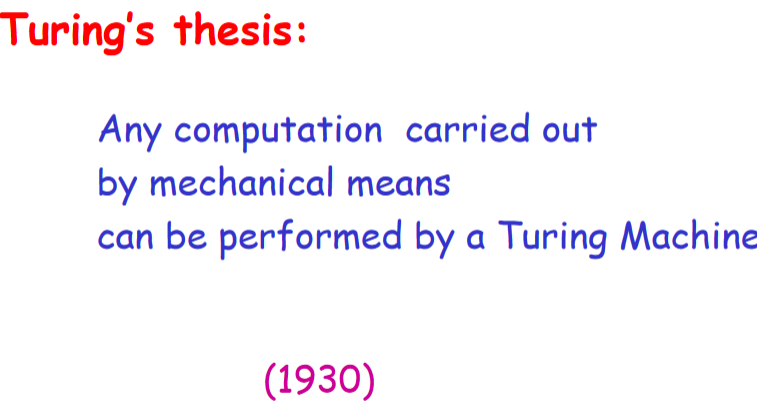 Turing's thesis:
Any computation carried out
by mechanical means
can be performed by a Turing Machine
(1930)